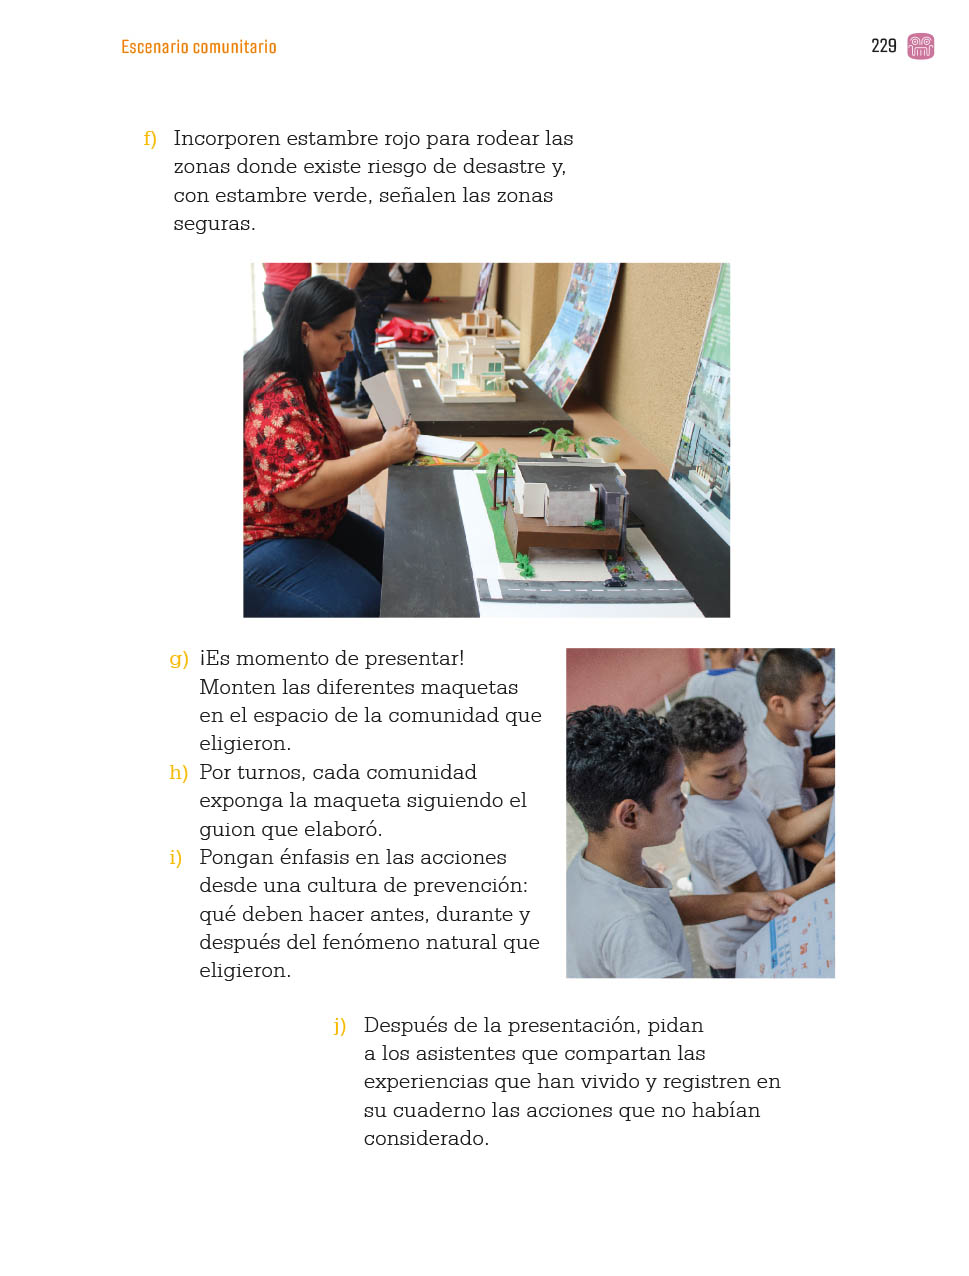 Escenario comunitario
229
f) Incorporen estambre rojo para rodear las
zonas donde existe riesgo de desastre y,
con estambre verde, señalen las zonas
seguras.
g) ¡Es momento de presentar!
Monten las diferentes maquetas
en el espacio de la comunidad que
eligieron.
h) Por turnos, cada comunidad
exponga la maqueta siguiendo el
guion que elaboró.
i) Pongan énfasis en las acciones
desde una cultura de prevención:
qué deben hacer antes, durante y
después del fenómeno natural que
eligieron.
j) Después de la presentación, pidan
a los asistentes que compartan las
experiencias que han vivido y registren en
su cuaderno las acciones que no habían
considerado.